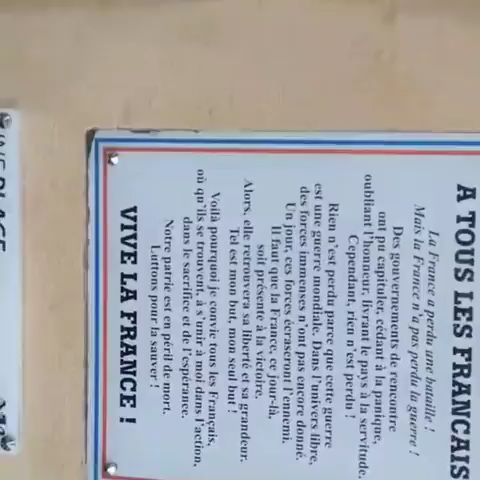 A TOUS LES FRANCAIS
La France a perdu une bataille !
Mais la France n'a pas perdu la guerre !
Des gouvernements de rencontre
ont pu capituler, cédant à la panique,
oubliant l'honneur, livrant le pays à la servitude.
Cependant, rien n'est perdu !
Rien n'est perdu parce que cette guerre
est une guerre mondiale. Dans l'univers libre,
des forces immenses n'ont pas encore donné.
Un jour, ces forces écraseront l'ennemi.
Il faut que la France, ce jour-là,
soit présente à la victoire.
Alors, elle retrouvera sa liberté et sa grandeur.
Tel est mon but, mon seul but !
Voilà pourquoi je convie tous les Français,
où qu'ils se trouvent, à s'unir à moi dans l'action,
dans le sacrifice et de l'espérance.
Notre patrie est en péril de mort.
Luttons pour la sauver !
VIVE LA FRANCE !